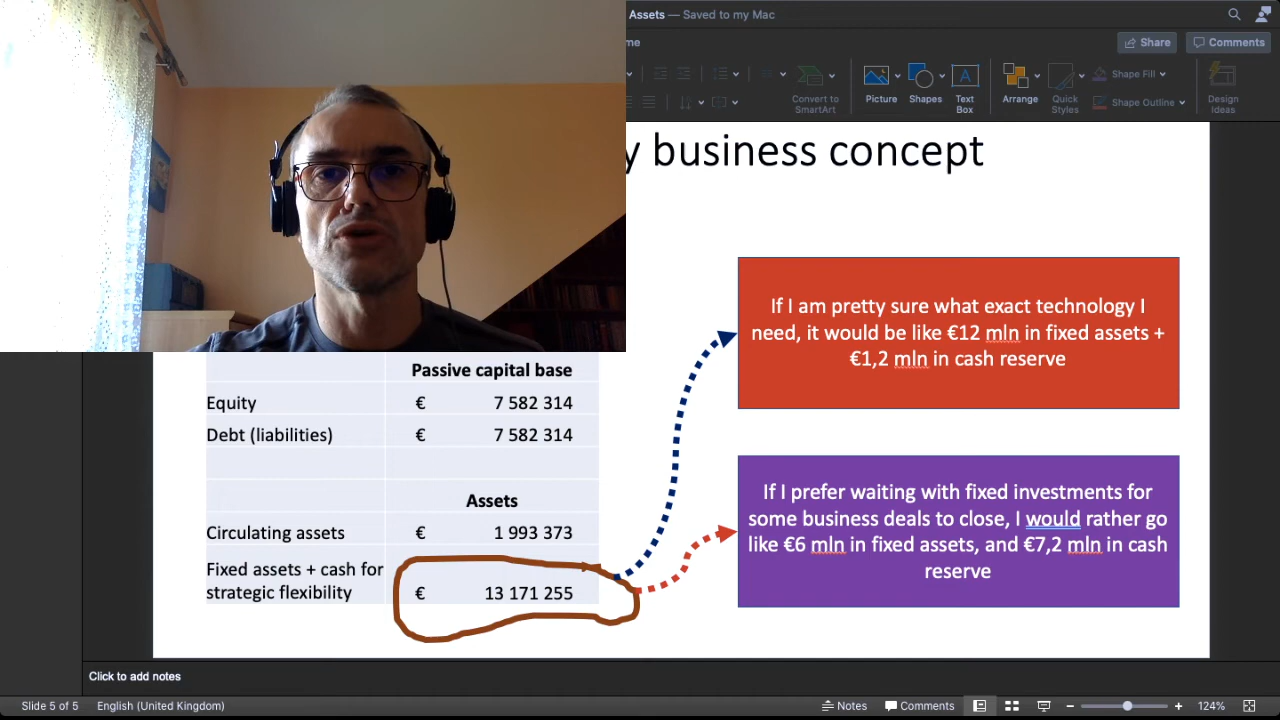 Assets — Saved to my Mac
me
Share
Comments
Convert to
SmartArt
Picture
Shapes
Text
Box
Arrange
Quick
Styles
Shape Fill
Shape Outline
Design
Ideas
y business concept
If I am pretty sure what exact technology I
need, it would be like €12 mln in fixed assets +
€1,2 mln in cash reserve
Passive capital base
Equity € 7 582 314
Debt (liabilities) € 7 582 314
Assets
Circulating assets € 1 993 373
Fixed assets + cash for
strategic flexibility € 13 171 255
If I prefer waiting with fixed investments for
some business deals to close, I would rather go
like €6 mln in fixed assets, and €7,2 mln in cash
reserve
Click to add notes
Slide 5 of 5 English (United Kingdom) Notes Comments 124%